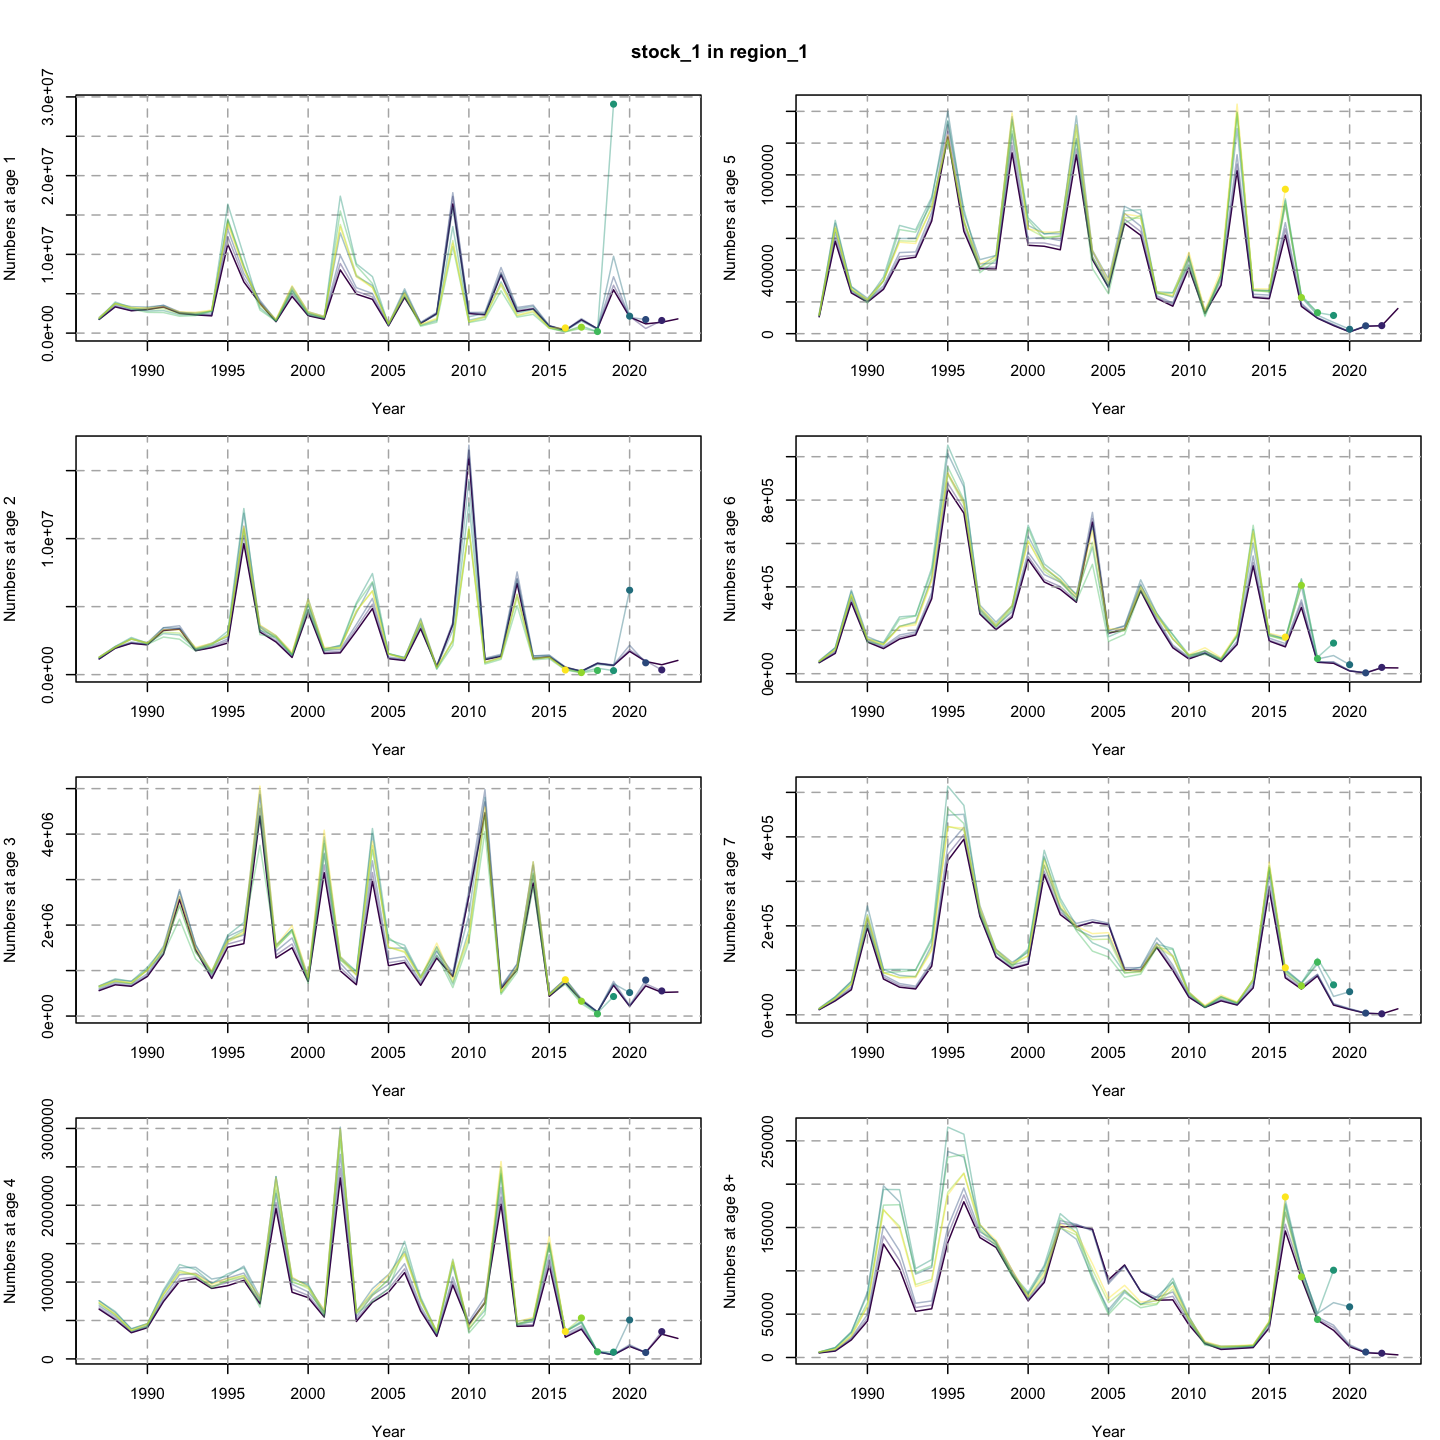 stock_1 in region_1
Numbers at age 1
0.0e+00 1.0e+07 2.0e+07 3.0e+07
1990 1995 2000 2005 2010 2015 2020
Year
Numbers at age 5
0 400000 1000000
1990 1995 2000 2005 2010 2015 2020
Year
Numbers at age 2
0.0e+00 1.0e+07
1990 1995 2000 2005 2010 2015 2020
Year
Numbers at age 6
0e+00 4e+05 8e+05
1990 1995 2000 2005 2010 2015 2020
Year
Numbers at age 3
0e+00 2e+06 4e+06
1990 1995 2000 2005 2010 2015 2020
Year
Numbers at age 7
0e+00 2e+05 4e+05
1990 1995 2000 2005 2010 2015 2020
Year
Numbers at age 4
0 1000000 2000000 3000000
1990 1995 2000 2005 2010 2015 2020
Year
Numbers at age 8+
0 50000 150000 250000
1990 1995 2000 2005 2010 2015 2020
Year